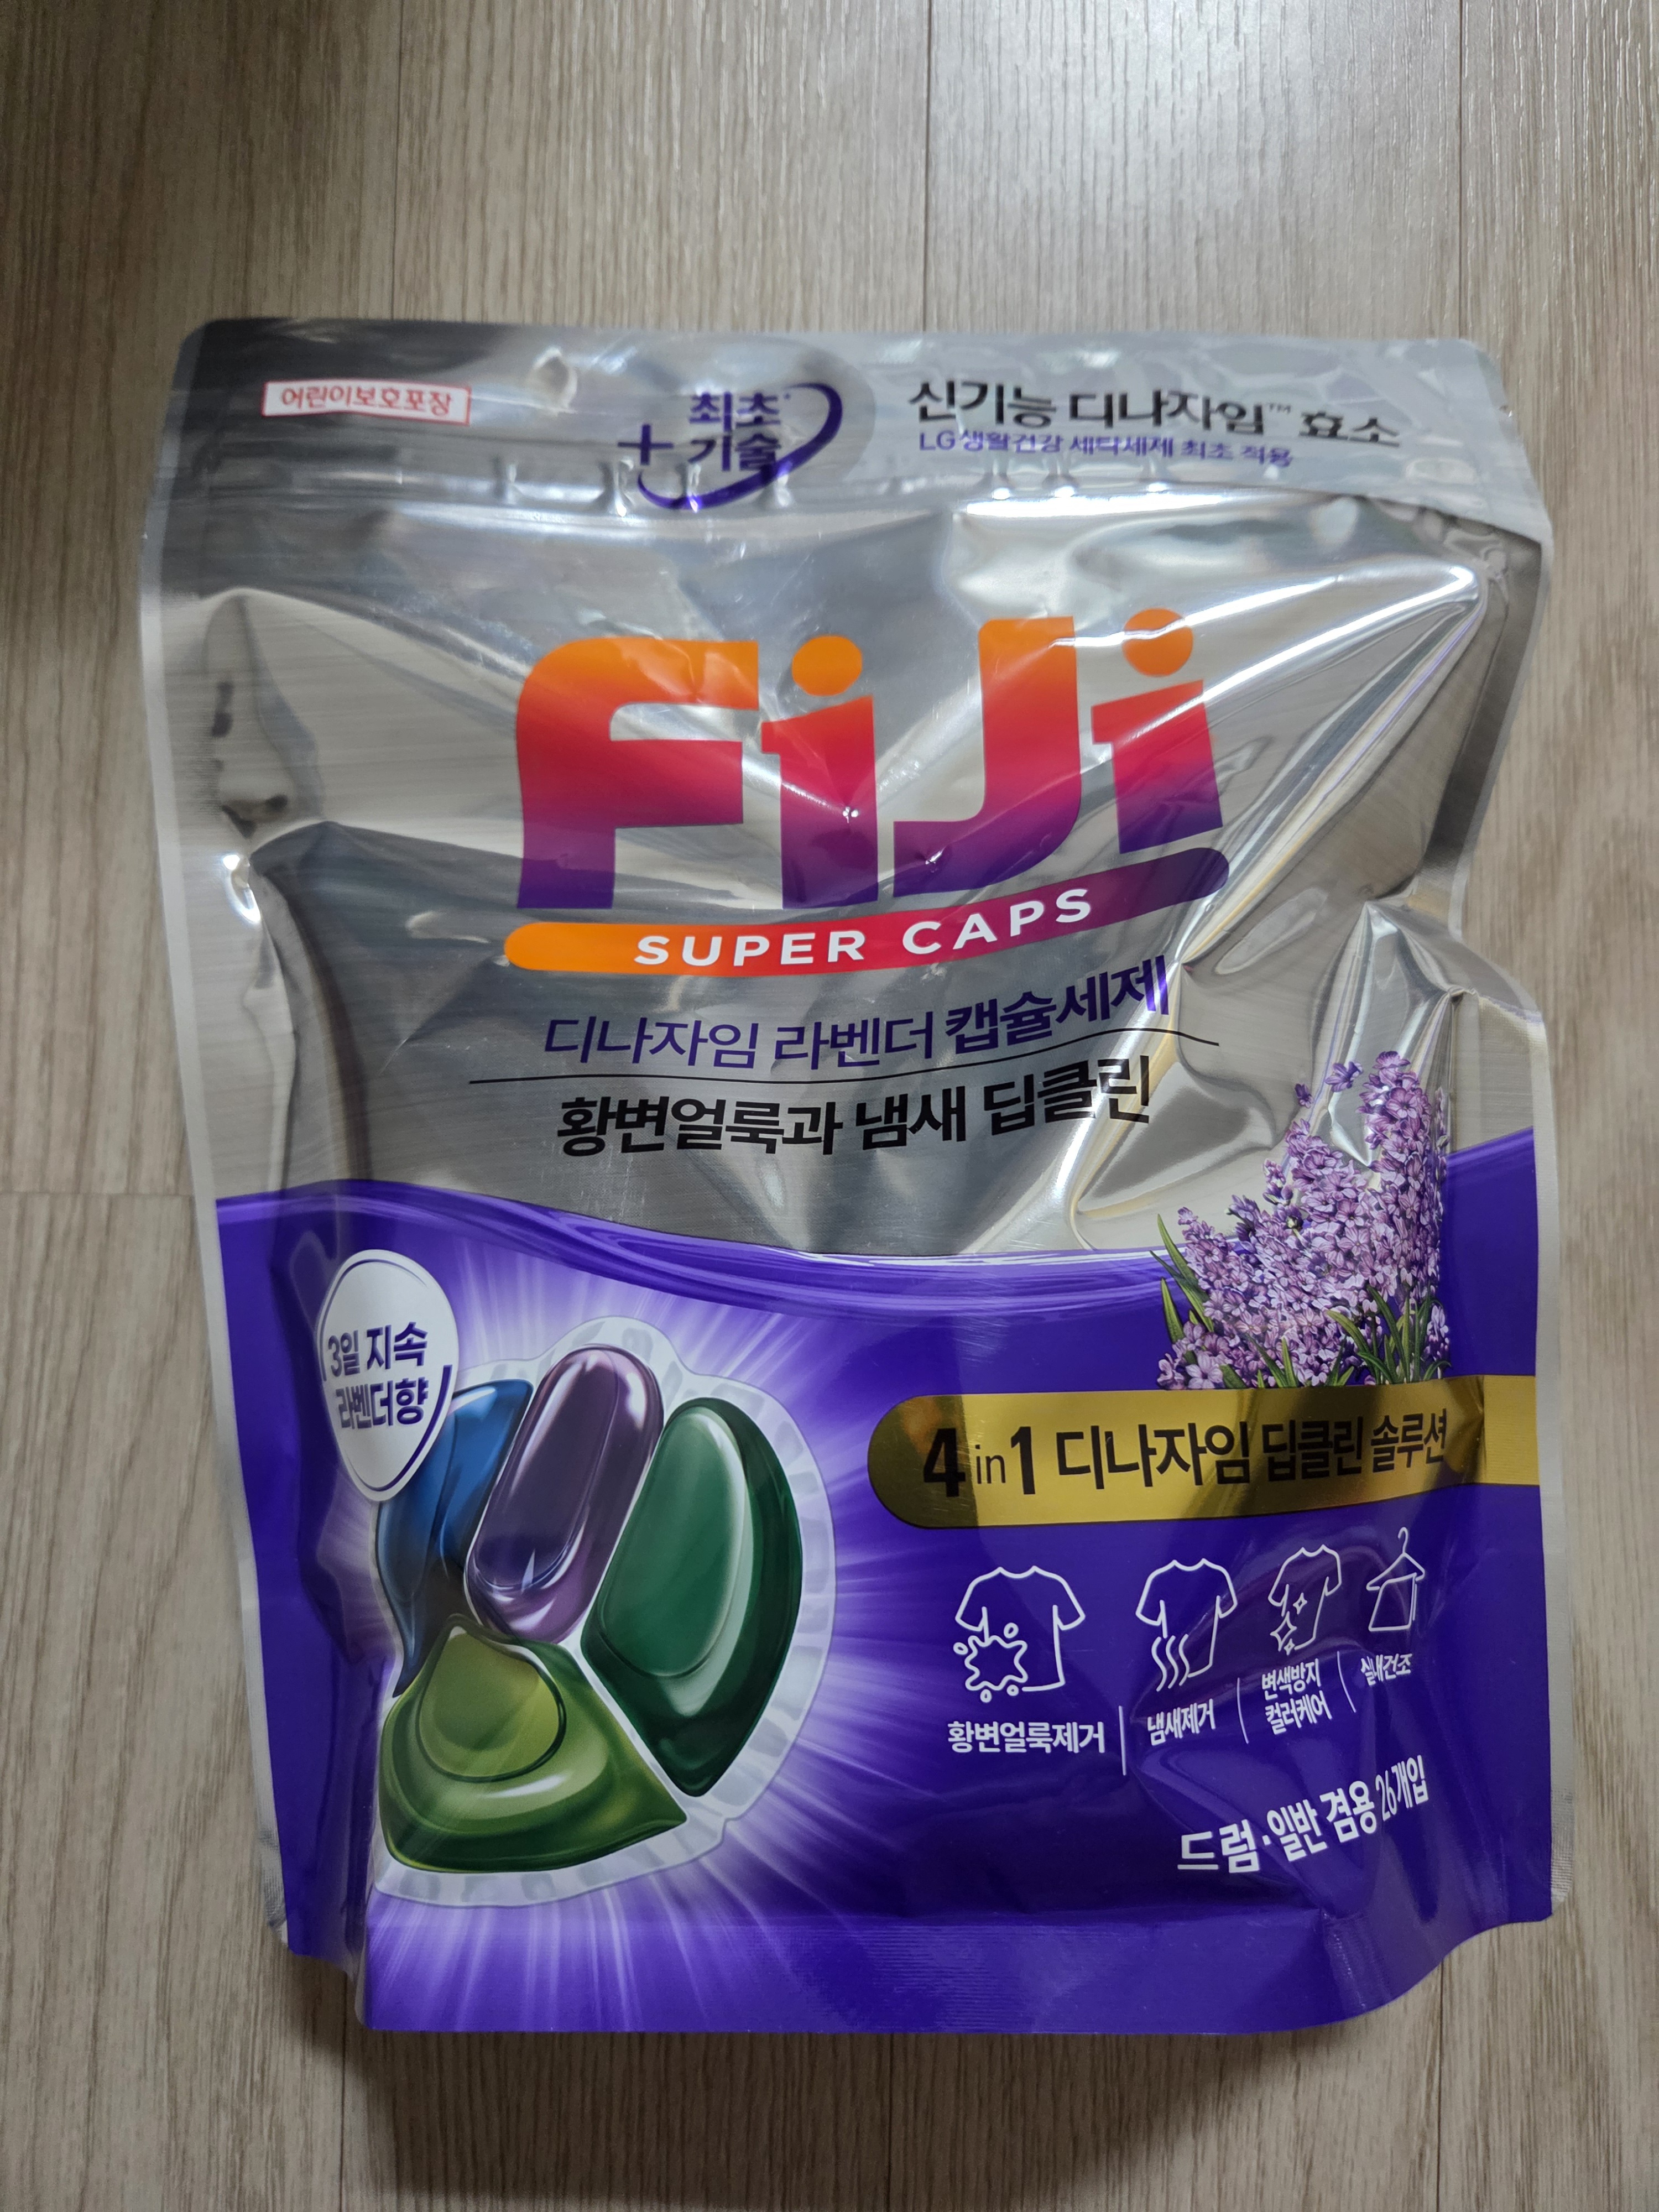 어린이보호포장
최초*
+기술
신기능 디나자임™ 효소
LG생활건강 세탁세제 최초 적용
FiJi
SUPER CAPS
디나자임 라벤더 캡슐세제
황변얼룩과 냄새 딥클린
3일 지속
라벤더향
4in1 디나자임 딥클린 솔루션
황변얼룩제거
냄새제거
변색방지
컬러케어
실내건조
드럼·일반 겸용 26개입